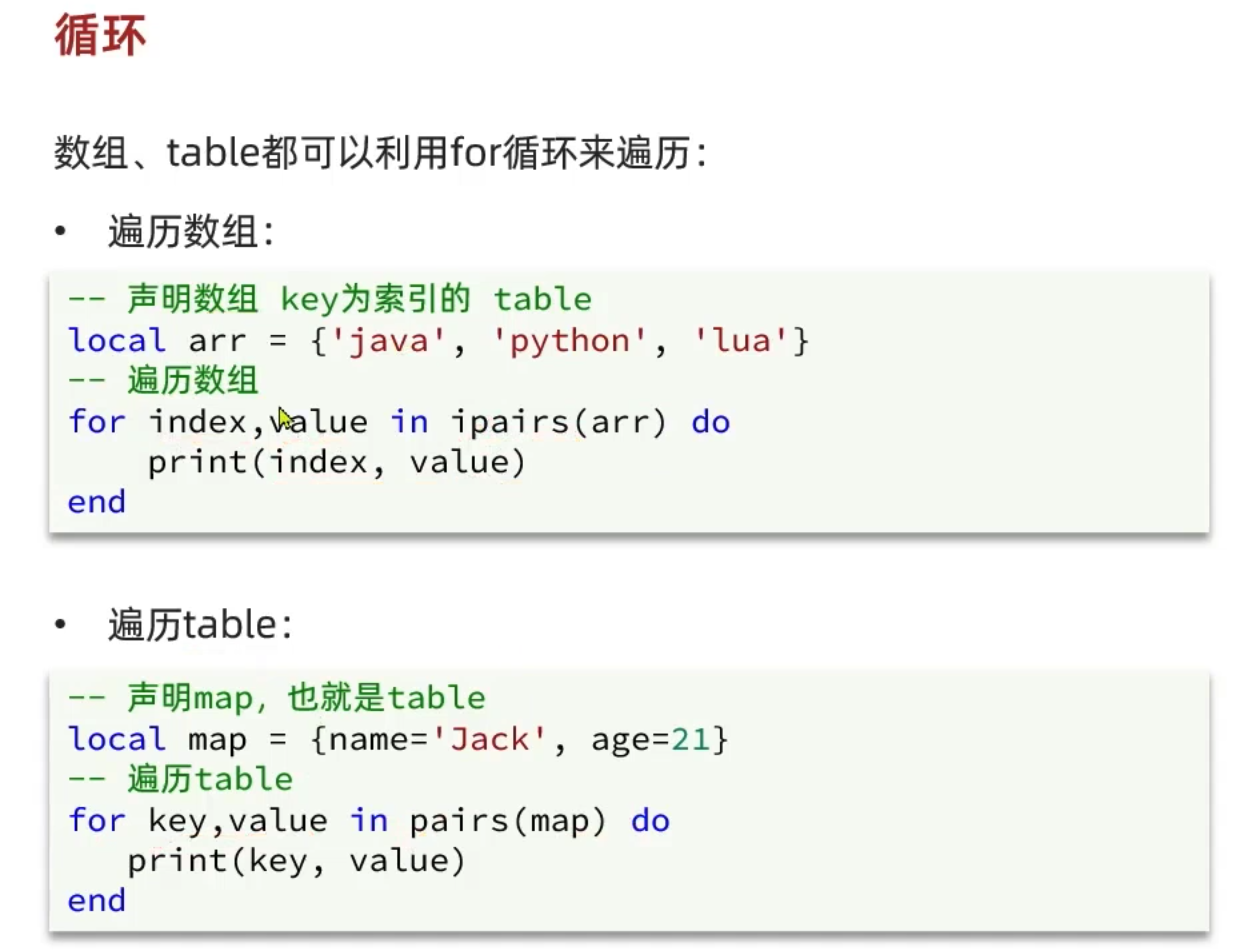 循环
数组、table都可以利用for循环来遍历：
• 遍历数组：
-- 声明数组 key为索引的 table
local arr = {'java', 'python', 'lua'}
-- 遍历数组
for index,value in ipairs(arr) do
    print(index, value)
end
• 遍历table：
-- 声明map，也就是table
local map = {name='Jack', age=21}
-- 遍历table
for key,value in pairs(map) do
   print(key, value)
end